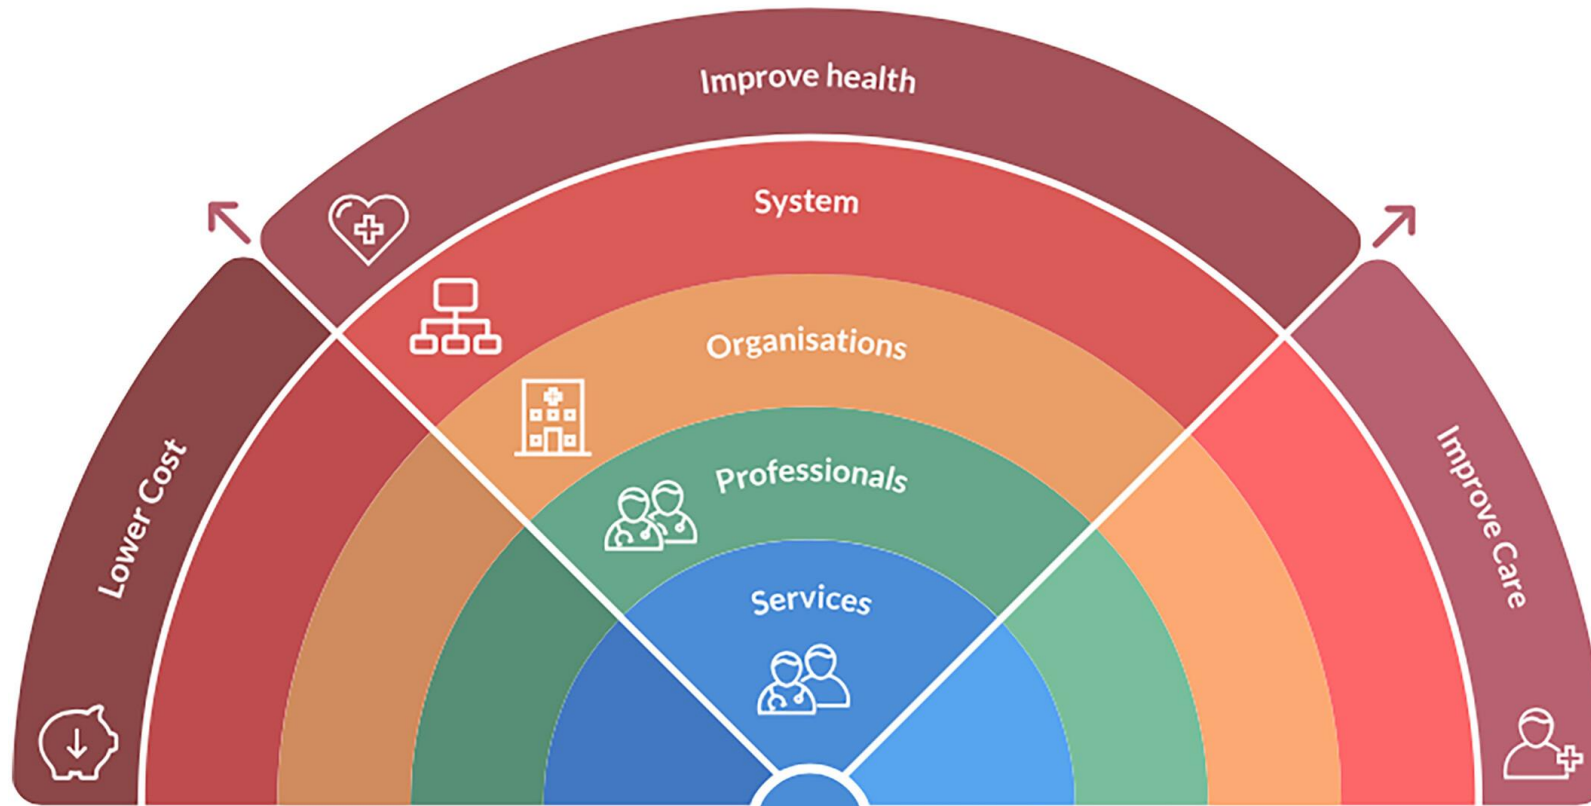 Improve health
System
Organisations
Professionals
Services
Lower Cost
Improve Care